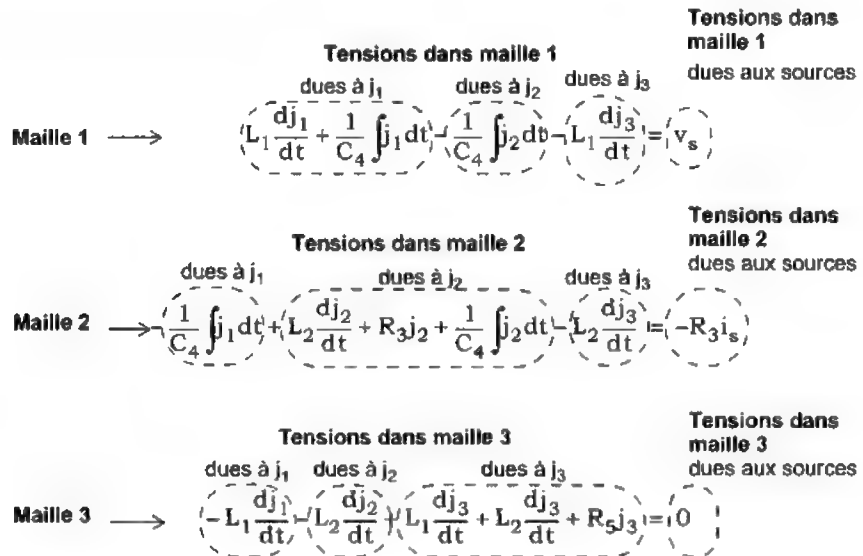 Tensions dans
maille 1
dues aux sources
Tensions dans maille 1
dues à j₁ dues à j₂ dues à j₃
Maille 1 → L₁ dj₁/dt + 1/C₄ ∫j₁dt - 1/C₄ ∫j₂dt - L₁ dj₃/dt = vₛ
Tensions dans
maille 2
dues aux sources
Tensions dans maille 2
dues à j₁ dues à j₂ dues à j₃
Maille 2 → - 1/C₄ ∫j₁dt + L₂ dj₂/dt + R₃j₂ + 1/C₄ ∫j₂dt - L₂ dj₃/dt = -R₃iₛ
Tensions dans
maille 3
dues aux sources
Tensions dans maille 3
dues à j₁ dues à j₂ dues à j₃
Maille 3 → - L₁ dj₁/dt - L₂ dj₂/dt + L₁ dj₃/dt + L₂ dj₃/dt + R₅j₃ = 0